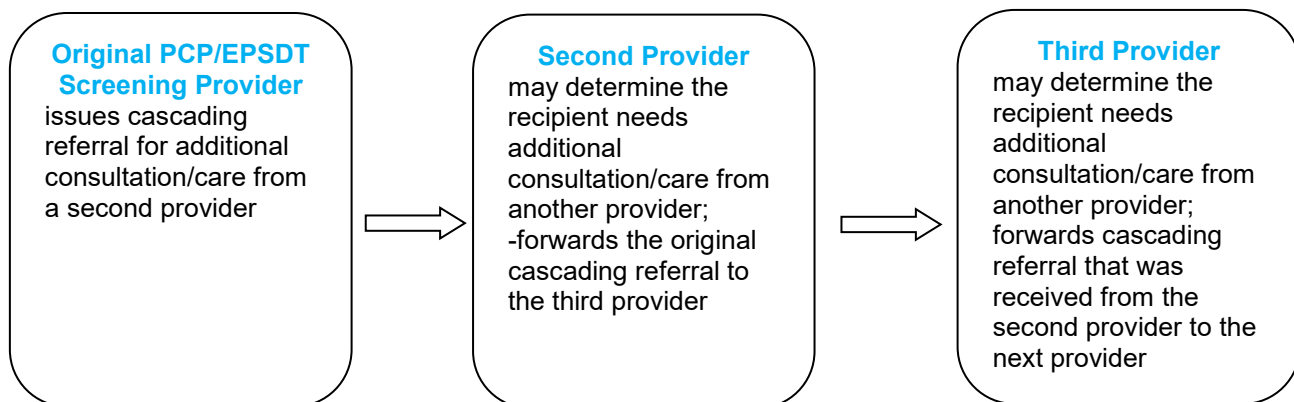 Original PCP/EPSDT
Screening Provider
issues cascading
referral for additional
consultation/care from
a second provider
Second Provider
may determine the
recipient needs
additional
consultation/care from
another provider;
-forwards the original
cascading referral to
the third provider
Third Provider
may determine the
recipient needs
additional
consultation/care from
another provider;
forwards cascading
referral that was
received from the
second provider to the
next provider